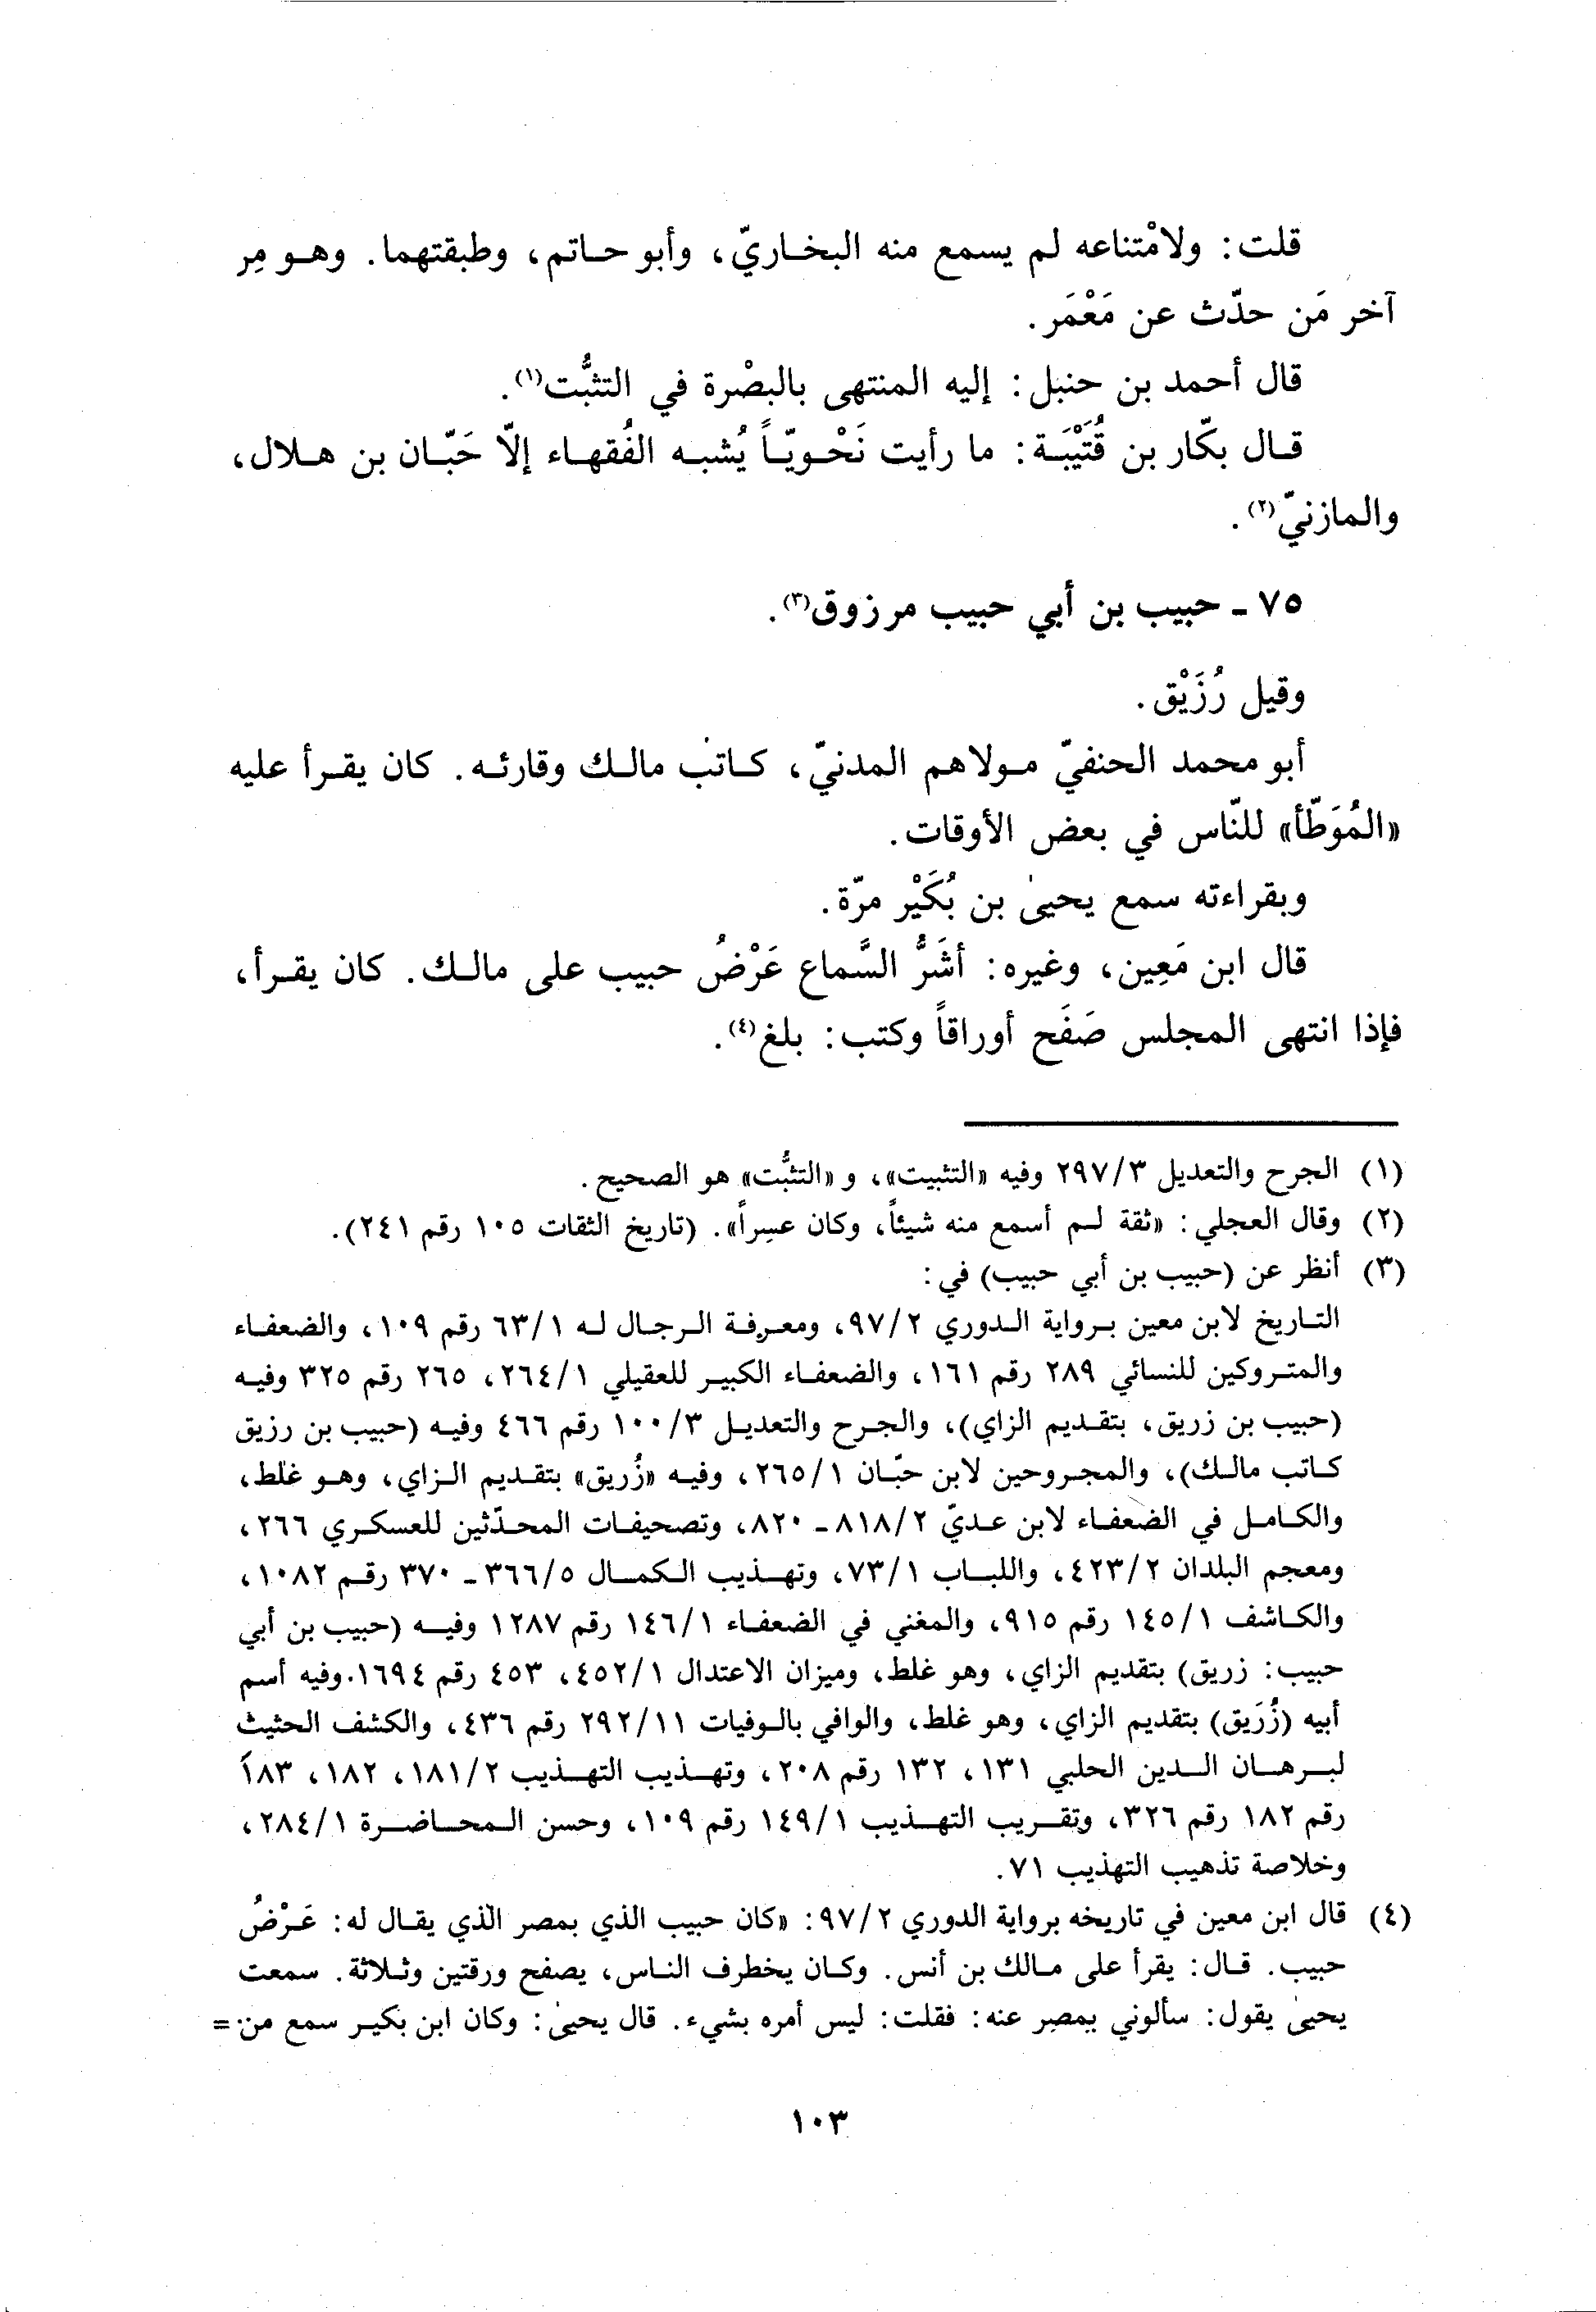 قلت: ولامْتناعه لم يسمع منه البخاريّ، وأبو حاتم، وطبقتهما. وهو مِر
آخر مَن حدّث عن مَعْمَر.
قال أحمد بن حنبل: إليه المنتهى بالبصْرة في التثبُّت(١).
قال بكّار بن قُتَيْبَة: ما رأيت نَحْويّاً يُشبه الفُقهاء إلّا حَبّان بن هلال،
والمازنيّ(٢).
٧٥ - حبيب بن أبي حبيب مرزوق(٣).
وقيل رُزَيْق.
أبو محمد الحنفيّ مولاهم المدنيّ، كاتب مالك وقارئه. كان يقرأ عليه
«المُوَطّأ» للنّاس في بعض الأوقات.
وبقراءته سمع يحيىٰ بن بُكَيْر مرّة.
قال ابن مَعِين، وغيره: أشَرُّ السَّماع عَرْضُ حبيب على مالك. كان يقرأ،
فإذا انتهى المجلس صَفَح أوراقاً وكتب: بلغ(٤).
(١) الجرح والتعديل ٢٩٧/٣ وفيه «التثبيت»، و «التثبُّت» هو الصحيح.
(٢) وقال العجلي: «ثقة لم أسمع منه شيئاً، وكان عسِراً». (تاريخ الثقات ١٠٥ رقم ٢٤١).
(٣) أنظر عن (حبيب بن أبي حبيب) في:
التاريخ لابن معين برواية الدوري ٩٧/٢، ومعرفة الرجال له ٦٣/١ رقم ١٠٩، والضعفاء
والمتروكين للنسائي ٢٨٩ رقم ١٦١، والضعفاء الكبير للعقيلي ٢٦٤/١، ٢٦٥ رقم ٣٢٥ وفيه
(حبيب بن زريق، بتقديم الزاي)، والجرح والتعديل ١٠٠/٣ رقم ٤٦٦ وفيه (حبيب بن رزيق
كاتب مالك)، والمجروحين لابن حبّان ٢٦٥/١، وفيه «زُريق» بتقديم الزاي، وهو غلط،
والكامل في الضعفاء لابن عديّ ٨١٨/٢ - ٨٢٠، وتصحيفات المحدّثين للعسكري ٢٦٦،
ومعجم البلدان ٤٢٣/٢، واللباب ٧٣/١، وتهذيب الكمال ٣٦٦/٥ - ٣٧٠ رقم ١٠٨٢،
والكاشف ١٤٥/١ رقم ٩١٥، والمغني في الضعفاء ١٤٦/١ رقم ١٢٨٧ وفيه (حبيب بن أبي
حبيب: زريق) بتقديم الزاي، وهو غلط، وميزان الاعتدال ٤٥٢/١، ٤٥٣ رقم ١٦٩٤.وفيه أسم
أبيه (زُرَيق) بتقديم الزاي، وهو غلط، والوافي بالوفيات ٢٩٢/١١ رقم ٤٣٦، والكشف الحثيث
لبرهان الدين الحلبي ١٣١، ١٣٢ رقم ٢٠٨، وتهذيب التهذيب ١٨١/٢، ١٨٢، ١٨٣
رقم ١٨٢ رقم ٣٢٦، وتقريب التهذيب ١٤٩/١ رقم ١٠٩، وحسن المحاضرة ٢٨٤/١،
وخلاصة تذهيب التهذيب ٧١.
(٤) قال ابن معين في تاريخه برواية الدوري ٩٧/٢: «كان حبيب الذي بمصر الذي يقال له: عَرْضُ
حبيب. قال: يقرأ على مالك بن أنس. وكان يخطرف الناس، يصفح ورقتين وثلاثة. سمعت
يحيىٰ يقول: سألوني بمصر عنه: فقلت: ليس أمره بشيء. قال يحيىٰ: وكان ابن بكير سمع من =
١٠٣